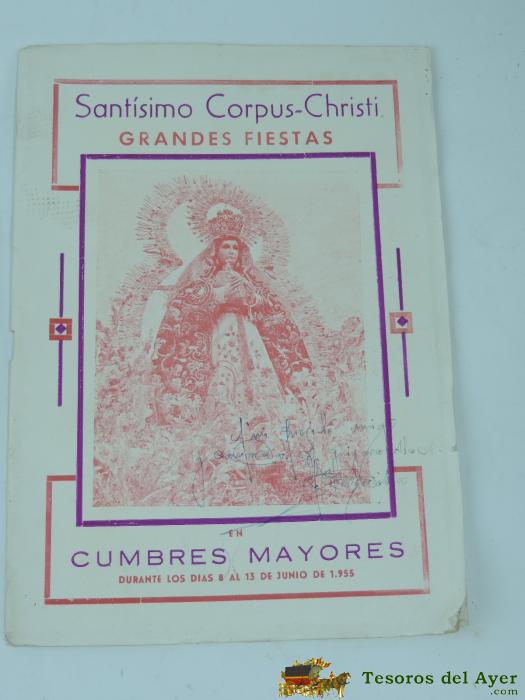 Santísimo Corpus-Christi
GRANDES FIESTAS
EN
CUMBRES MAYORES
DURANTE LOS DIAS 8 AL 13 DE JUNIO DE 1.955
Tesoros del Ayer
.com